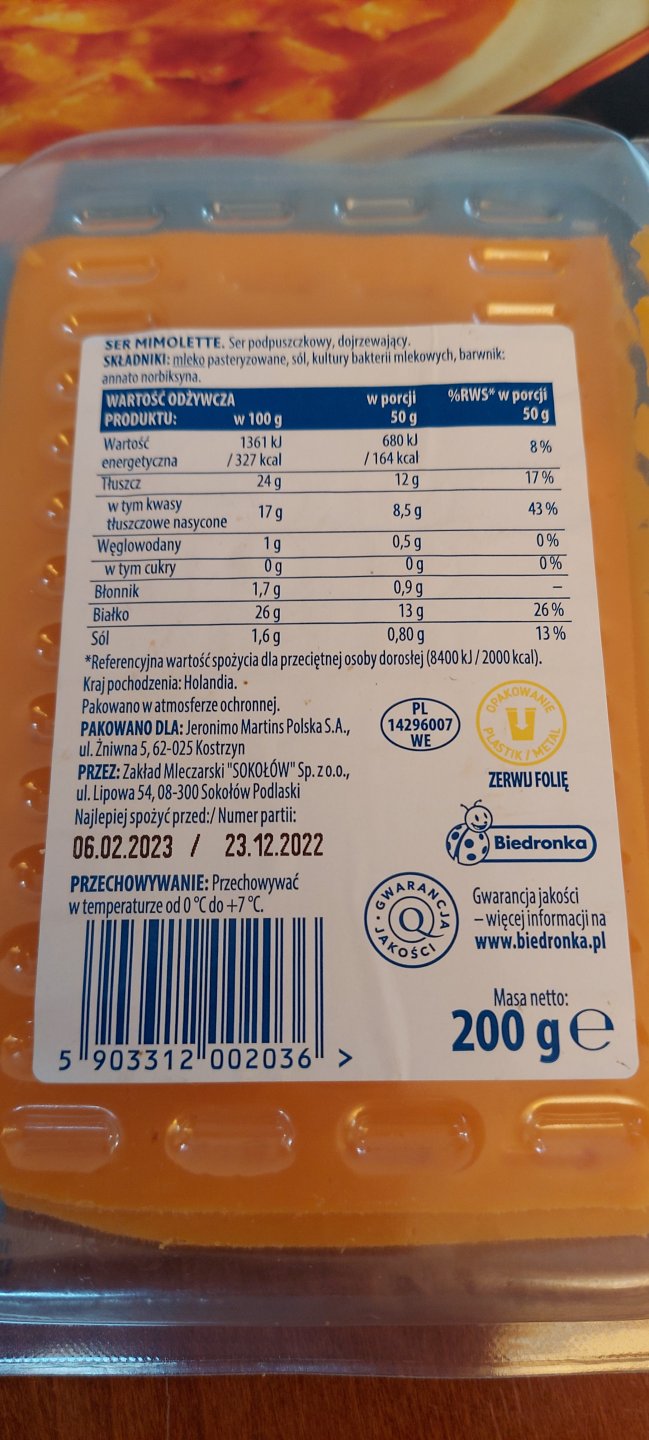 SER MIMOLETTE. Ser podpuszczkowy, dojrzewający.
SKŁADNIKI: mleko pasteryzowane, sól, kultury bakterii mlekowych, barwnik:
annato norbiksyna.
WARTOŚĆ ODŻYWCZA
PRODUKTU: w 100 g w porcji 50 g %RWS* w porcji 50 g
Wartość energetyczna 1361 kJ / 327 kcal 680 kJ / 164 kcal 8 %
Tłuszcz 24 g 12 g 17 %
w tym kwasy tłuszczowe nasycone 17 g 8,5 g 43 %
Węglowodany 1 g 0,5 g 0 %
w tym cukry 0 g 0 g 0 %
Błonnik 1,7 g 0,9 g –
Białko 26 g 13 g 26 %
Sól 1,6 g 0,80 g 13 %
*Referencyjna wartość spożycia dla przeciętnej osoby dorosłej (8400 kJ / 2000 kcal).
Kraj pochodzenia: Holandia.
Pakowano w atmosferze ochronnej.
PAKOWANO DLA: Jeronimo Martins Polska S.A.,
ul. Żniwna 5, 62-025 Kostrzyn
PRZEZ: Zakład Mleczarski "SOKOŁÓW" Sp. z o.o.,
ul. Lipowa 54, 08-300 Sokołów Podlaski
Najlepiej spożyć przed:/ Numer partii:
06.02.2023 / 23.12.2022
PRZECHOWYWANIE: Przechowywać
w temperaturze od 0 °C do +7 °C.
5 903312 002036 >
PL
14296007
WE
OPAKOWANIE
PLASTIK / METAL
ZERWIJ FOLIĘ
Biedronka
GWARANCJA
Q
JAKOŚCI
Gwarancja jakości
– więcej informacji na
www.biedronka.pl
Masa netto:
200 g e